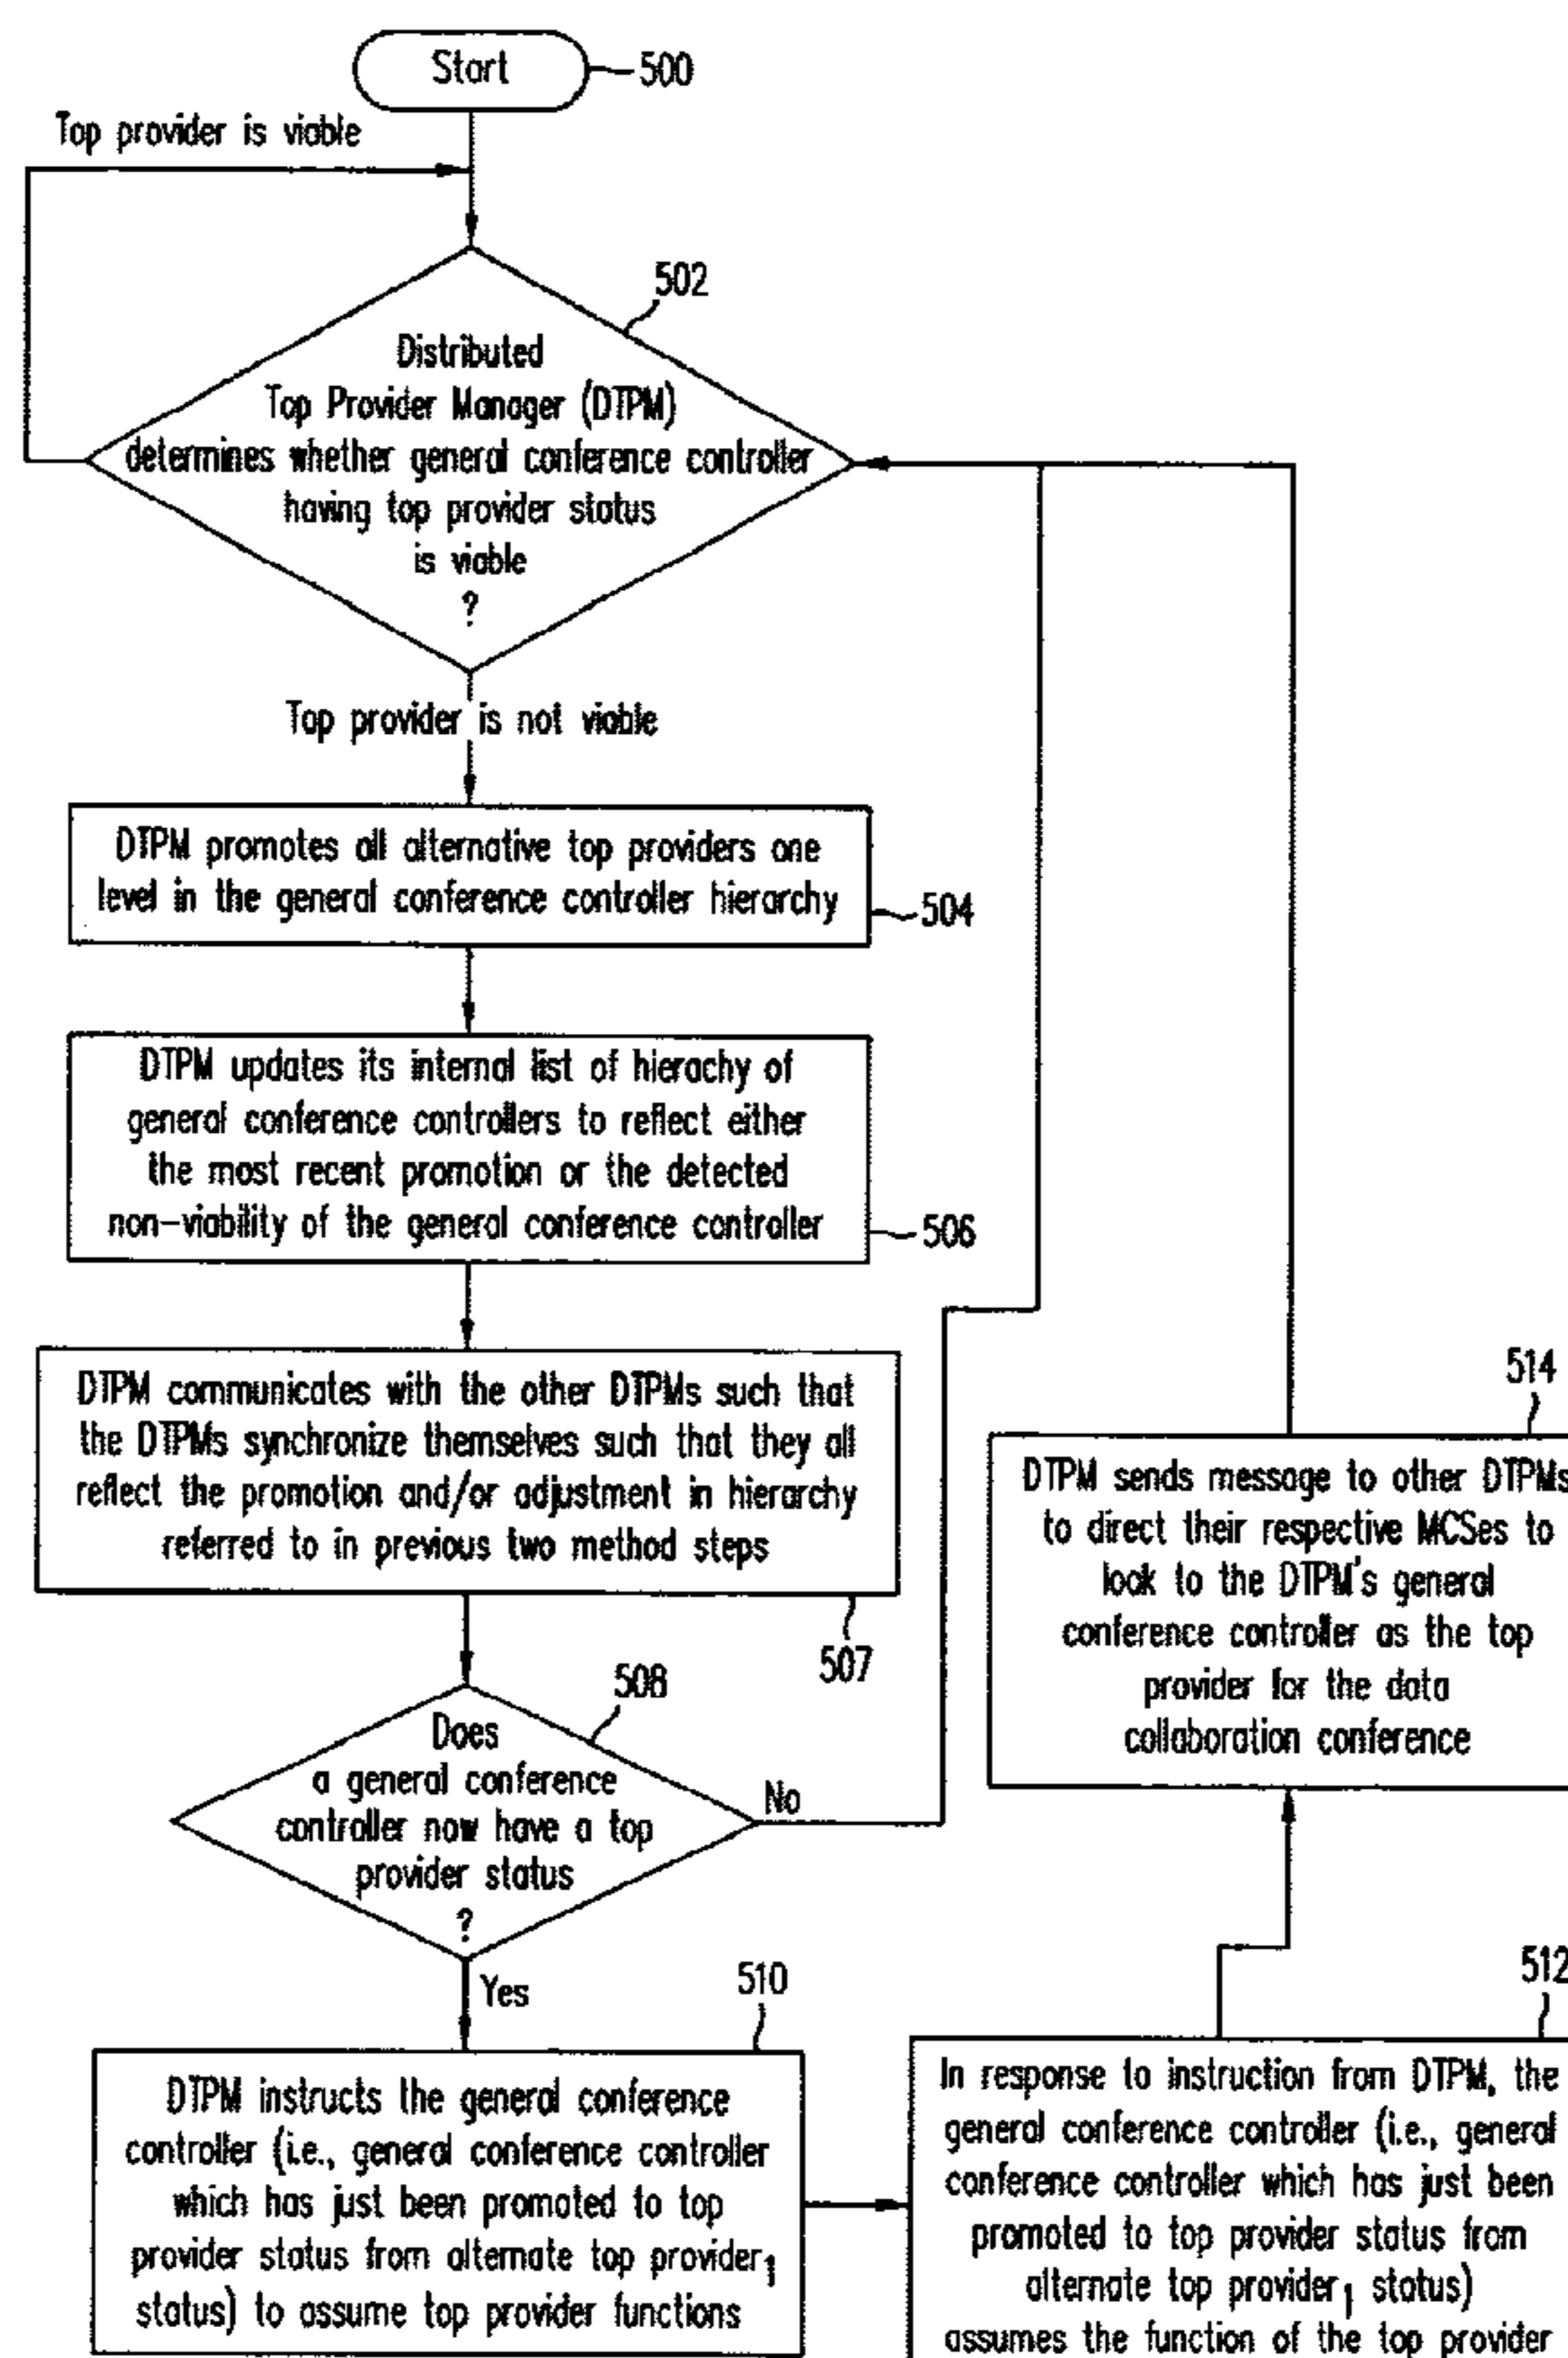 Start
500
Top provider is viable
502
Distributed
Top Provider Manager (DTPM)
determines whether general conference controller
having top provider status
is viable
?
Top provider is not viable
DTPM promotes all alternative top providers one
level in the general conference controller hierarchy
504
DTPM updates its internal list of hierachy of
general conference controllers to reflect either
the most recent promotion or the detected
non-viability of the general conference controller
506
DTPM communicates with the other DTPMs such that
the DTPMs synchronize themselves such that they all
reflect the promotion and/or adjustment in hierarchy
referred to in previous two method steps
507
508
Does
a general conference
controller now have a top
provider status
?
No
Yes
510
DTPM instructs the general conference
controller (i.e., general conference controller
which has just been promoted to top
provider status from alternate top provider₁
status) to assume top provider functions
512
In response to instruction from DTPM, the
general conference controller (i.e., general
conference controller which has just been
promoted to top provider status from
alternate top provider₁ status)
assumes the function of the top provider
514
DTPM sends message to other DTPMs
to direct their respective MCSes to
look to the DTPM's general
conference controller as the top
provider for the data
collaboration conference